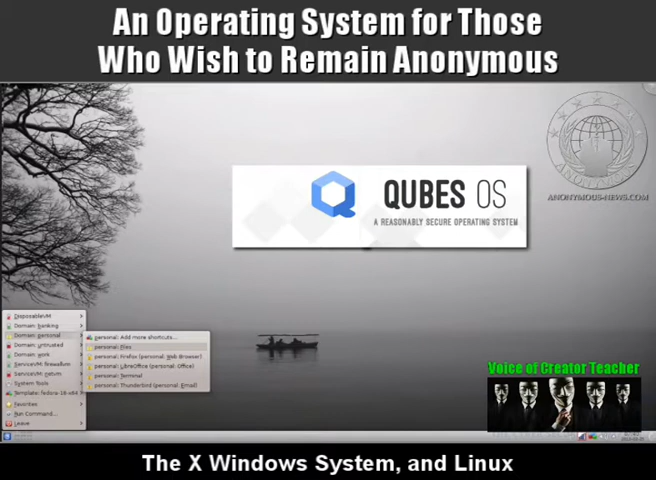 An Operating System for Those
Who Wish to Remain Anonymous
ANONYMOUS
ANONYMOUS-NEWS.COM
QUBES OS
A REASONABLY SECURE OPERATING SYSTEM
DisposableVM
Domain: banking
Domain: personal
Domain: untrusted
Domain: work
ServiceVM: firewallvm
ServiceVM: netvm
System Tools
Template: fedora-18-x64
Favorites
Run Command...
Leave
personal: Add more shortcuts...
personal: Files
personal: Firefox (personal: Web Browser)
personal: LibreOffice (personal: Office)
personal: Terminal
personal: Thunderbird (personal: Email)
Voice of Creator Teacher
The X Windows System, and Linux